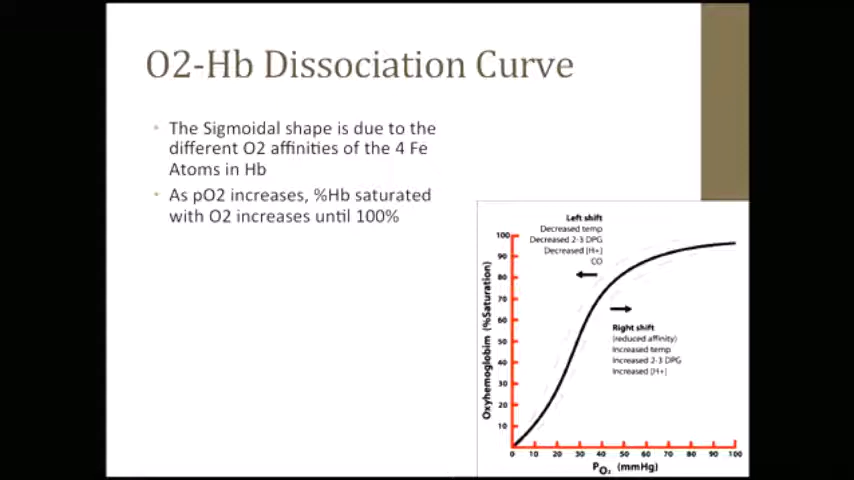 O2-Hb Dissociation Curve
• The Sigmoidal shape is due to the
different O2 affinities of the 4 Fe
Atoms in Hb
• As pO2 increases, %Hb saturated
with O2 increases until 100%
Left shift
Decreased temp
Decreased 2-3 DPG
Decreased [H+]
CO
Right shift
(reduced affinity)
Increased temp
Increased 2-3 DPG
Increased [H+]
Oxyhemoglobim (%Saturation)
100
90
80
70
60
50
40
30
20
10
0 10 20 30 40 50 60 70 80 90 100
PO₂ (mmHg)